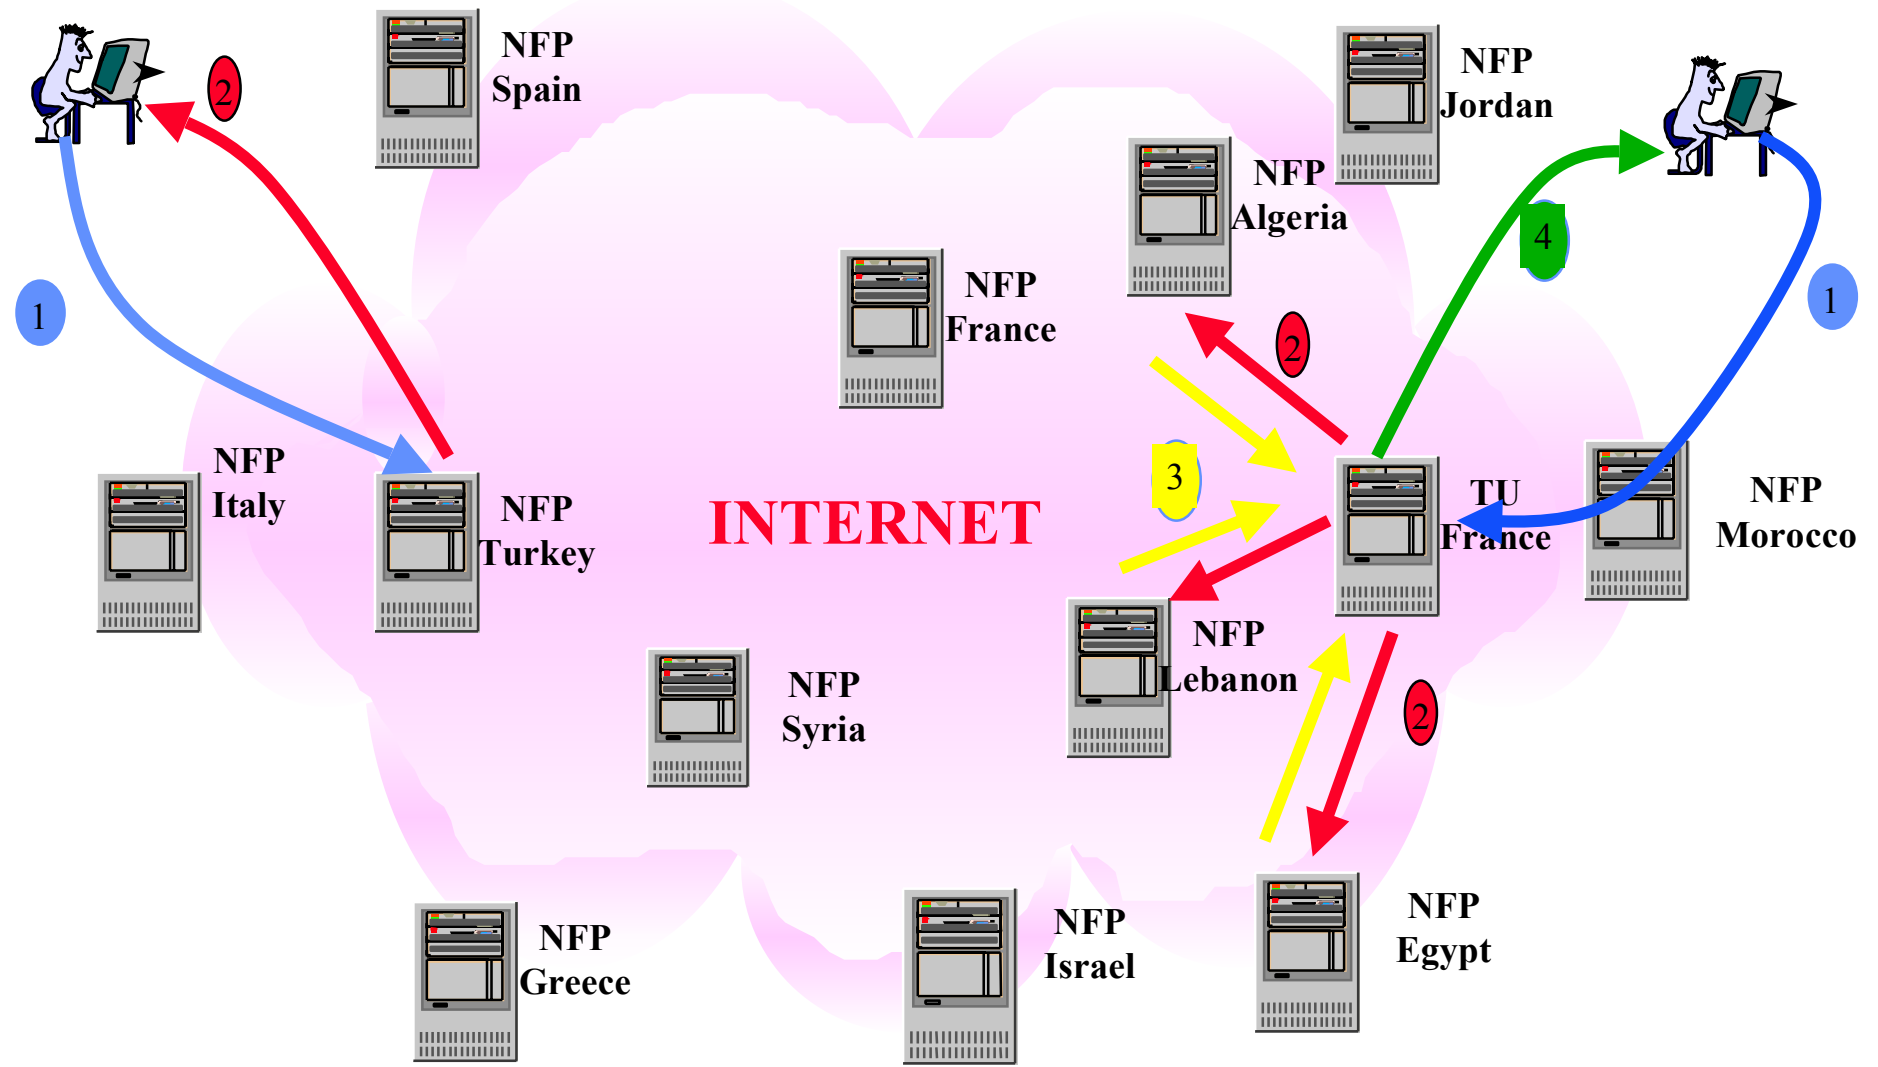 NFP
Spain
NFP
Jordan
2
NFP
Algeria
4
1
1
NFP
France
2
NFP
Italy
3
NFP
Turkey
INTERNET
TU
France
NFP
Morocco
NFP
Lebanon
NFP
Syria
2
NFP
Greece
NFP
Israel
NFP
Egypt